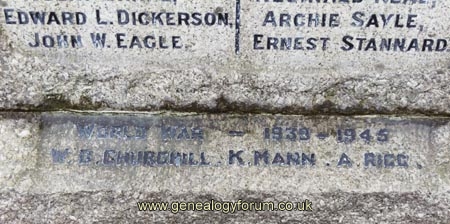 EDWARD L. DICKERSON,
JOHN W. EAGLE.
ARCHIE SAYLE,
ERNEST STANNARD.
WORLD WAR - 1939 - 1945
W. B. CHURCHILL. K. MANN. A. RIGG.
www.genealogyforum.co.uk